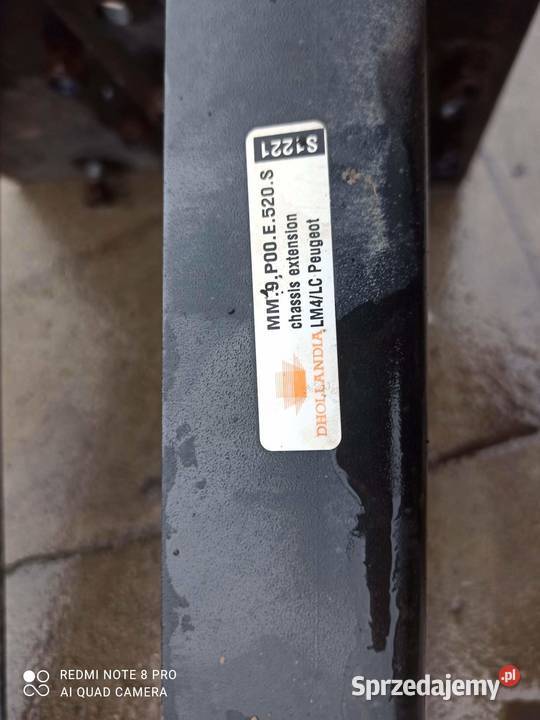 S1221
MM.9.P00.E.520.S
chassis extension
LM4/LC Peugeot
DHOLLANDIA
REDMI NOTE 8 PRO
AI QUAD CAMERA
Sprzedajemy.pl